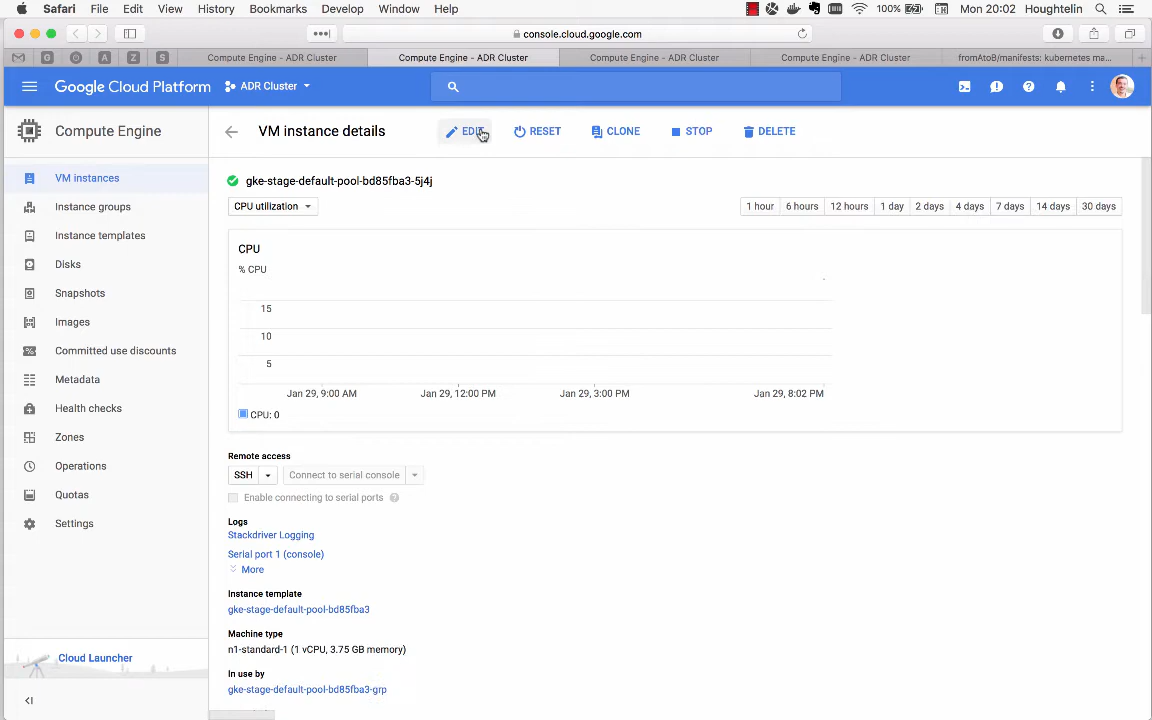 Safari File Edit View History Bookmarks Develop Window Help 100% Mon 20:02 Houghtelin
console.cloud.google.com
G A Z S Compute Engine - ADR Cluster Compute Engine - ADR Cluster Compute Engine - ADR Cluster Compute Engine - ADR Cluster fromAtoB/manifests: kubernetes ma...
Google Cloud Platform ADR Cluster
Compute Engine
VM instance details EDIT RESET CLONE STOP DELETE
VM instances
Instance groups
Instance templates
Disks
Snapshots
Images
Committed use discounts
Metadata
Health checks
Zones
Operations
Quotas
Settings
Cloud Launcher
gke-stage-default-pool-bd85fba3-5j4j
CPU utilization 1 hour 6 hours 12 hours 1 day 2 days 4 days 7 days 14 days 30 days
CPU
% CPU
15
10
5
Jan 29, 9:00 AM Jan 29, 12:00 PM Jan 29, 3:00 PM Jan 29, 8:02 PM
CPU: 0
Remote access
SSH Connect to serial console
Enable connecting to serial ports
Logs
Stackdriver Logging
Serial port 1 (console)
More
Instance template
gke-stage-default-pool-bd85fba3
Machine type
n1-standard-1 (1 vCPU, 3.75 GB memory)
In use by
gke-stage-default-pool-bd85fba3-grp